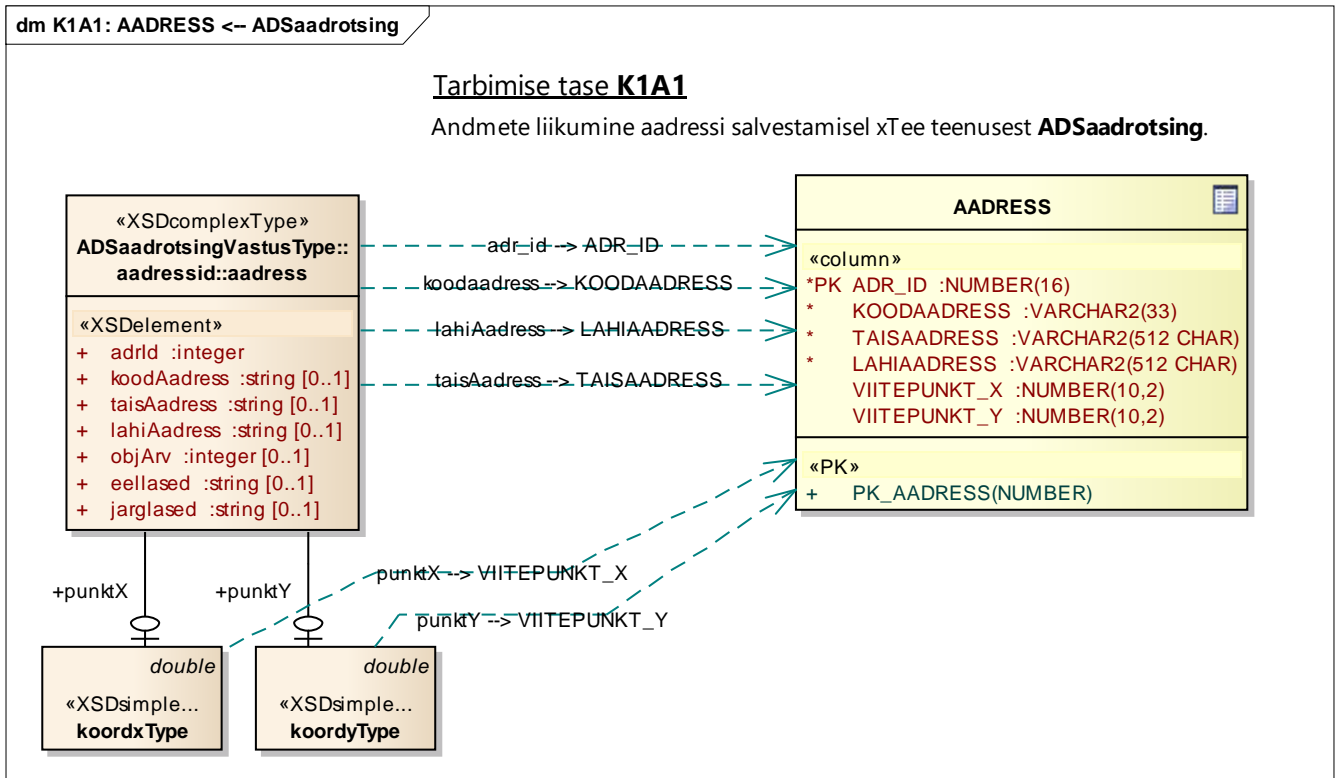 dm K1A1: AADRESS <-- ADSaadrotsing
Tarbimise tase K1A1
Andmete liikumine aadressi salvestamisel xTee teenusest ADSaadrotsing.
«XSDcomplexType»
ADSaadrotsingVastusType::
aadressid::aadress
«XSDelement»
+ adrId :integer
+ koodAadress :string [0..1]
+ taisAadress :string [0..1]
+ lahiAadress :string [0..1]
+ objArv :integer [0..1]
+ eellased :string [0..1]
+ jarglased :string [0..1]
adr_id --> ADR_ID
koodaadress --> KOODAADRESS
lahiAadress --> LAHIAADRESS
taisAadress --> TAISAADRESS
AADRESS
«column»
*PK ADR_ID :NUMBER(16)
* KOODAADRESS :VARCHAR2(33)
* TAISAADRESS :VARCHAR2(512 CHAR)
* LAHIAADRESS :VARCHAR2(512 CHAR)
VIITEPUNKT_X :NUMBER(10,2)
VIITEPUNKT_Y :NUMBER(10,2)
«PK»
+ PK_AADRESS(NUMBER)
+punktX
+punktY
punktX --> VIITEPUNKT_X
punktY --> VIITEPUNKT_Y
double
«XSDsimple...
koordxType
double
«XSDsimple...
koordyType